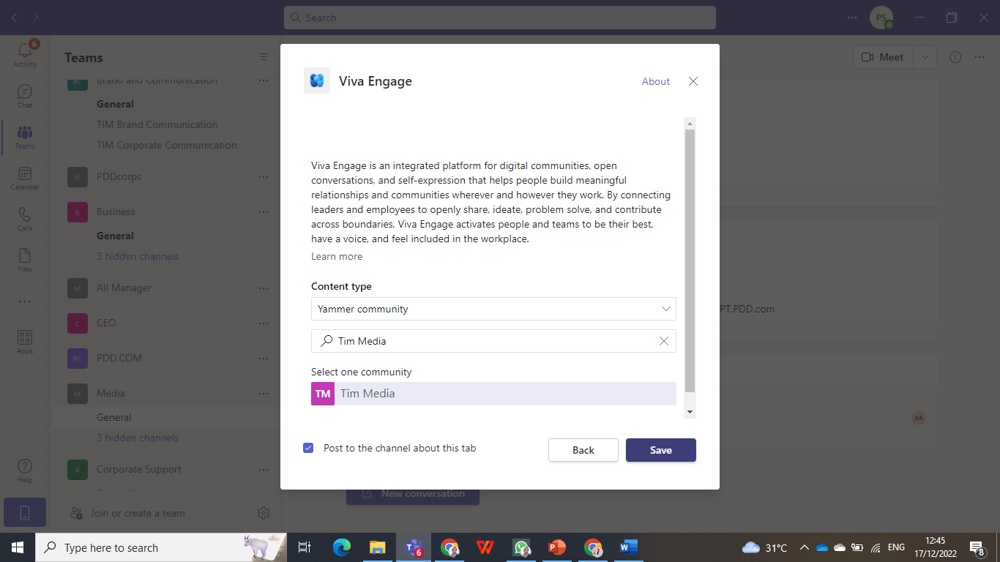 Search
PS
6
Activity
Chat
Teams
Calendar
Calls
Files
Apps
Help
Teams
Brand and Communication
General
TIM Brand Communication
TIM Corporate Communication
P
PDDcorps
B
Business
General
3 hidden channels
M
All Manager
C
CEO
PC
PDD.COM
M
Media
General
3 hidden channels
A
Corporate Support
Join or create a team
Meet
PT.PDD.com
AA
New conversation
Viva Engage
About
Viva Engage is an integrated platform for digital communities, open
conversations, and self-expression that helps people build meaningful
relationships and communities wherever and however they work. By connecting
leaders and employees to openly share, ideate, problem solve, and contribute
across boundaries, Viva Engage activates people and teams to be their best,
have a voice, and feel included in the workplace.
Learn more
Content type
Yammer community
Tim Media
Select one community
TM Tim Media
Post to the channel about this tab
Back
Save
Type here to search
6
31°C
ENG
12:45
17/12/2022
8